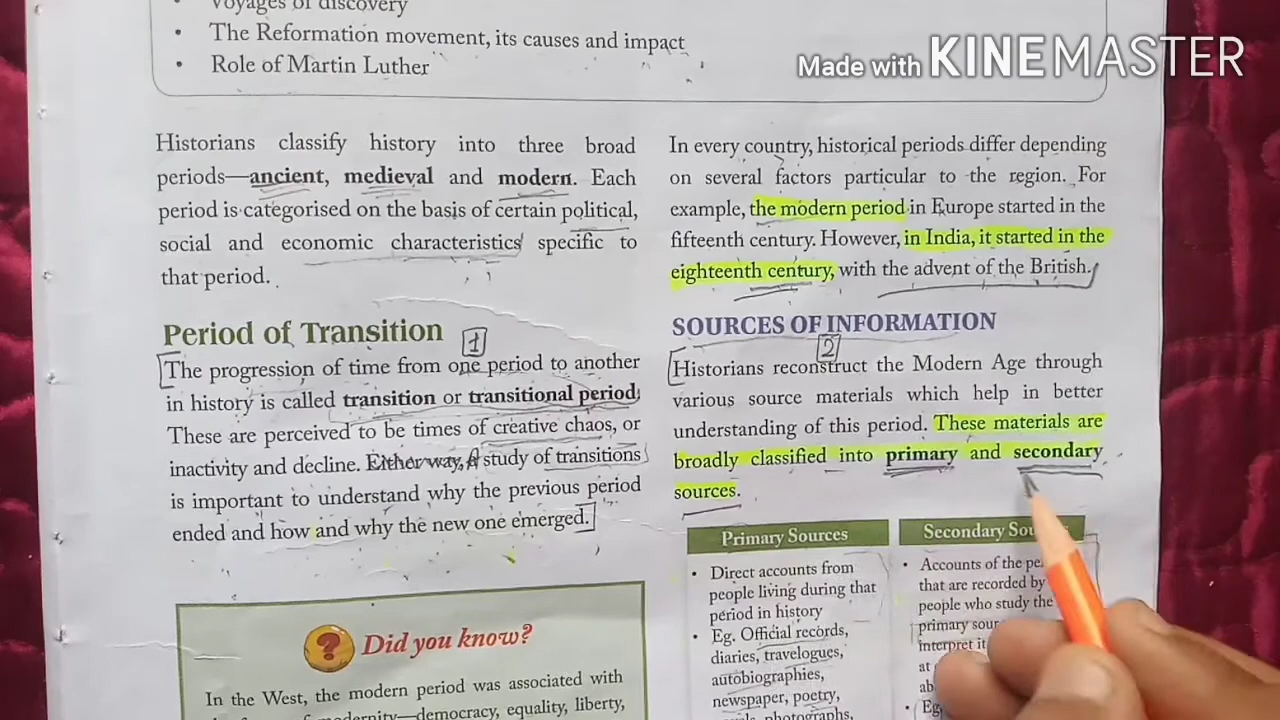 Voyages of discovery
• The Reformation movement, its causes and impact
• Role of Martin Luther
Made with KINEMASTER
Historians classify history into three broad
periods—ancient, medieval and modern. Each
period is categorised on the basis of certain political,
social and economic characteristics specific to
that period.
Period of Transition
1
The progression of time from one period to another
in history is called transition or transitional period.
These are perceived to be times of creative chaos, or
inactivity and decline. Either way, A study of transitions
is important to understand why the previous period
ended and how and why the new one emerged.
Did you know?
In the West, the modern period was associated with
democracy, equality, liberty,
In every country, historical periods differ depending
on several factors particular to the region. For
example, the modern period in Europe started in the
fifteenth century. However, in India, it started in the
eighteenth century, with the advent of the British.
SOURCES OF INFORMATION
2
Historians reconstruct the Modern Age through
various source materials which help in better
understanding of this period. These materials are
broadly classified into primary and secondary
sources.
Primary Sources
• Direct accounts from
people living during that
period in history
• Eg. Official records,
diaries, travelogues,
autobiographies,
newspaper, poetry,
photographs,
Secondary
• Accounts of the
that are recorded by
people who study the
primary
interpret it
at
• Eg